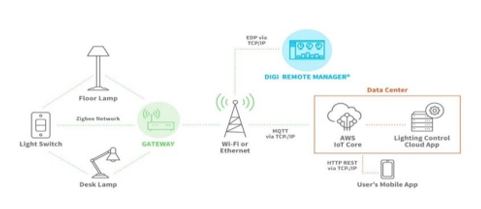 EDP via
TCP/IP
DIGI REMOTE MANAGER®
Data Center
Floor Lamp
Zigbee Network
Light Switch
GATEWAY
Wi-Fi or
Ethernet
MQTT
via TCP/IP
AWS
IoT Core
Lighting Control
Cloud App
Desk Lamp
HTTP REST
via TCP/IP
User's Mobile App